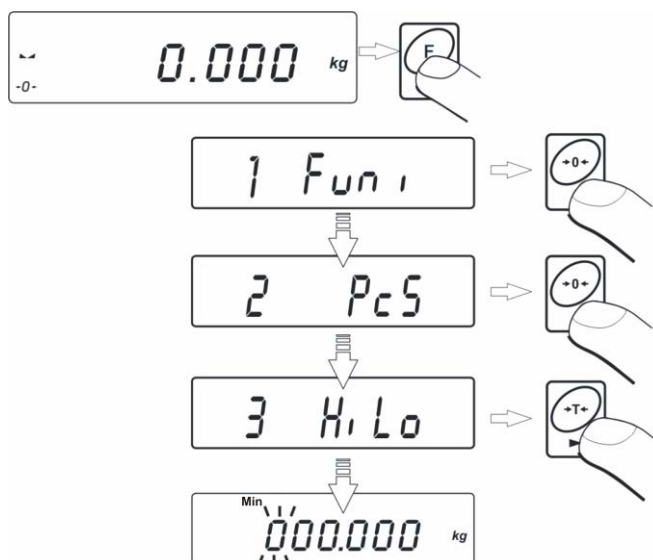 -0-
0.000 kg
F
1 Funi
→0←
2 PcS
→0←
3 HiLo
→T←
Min
000.000 kg